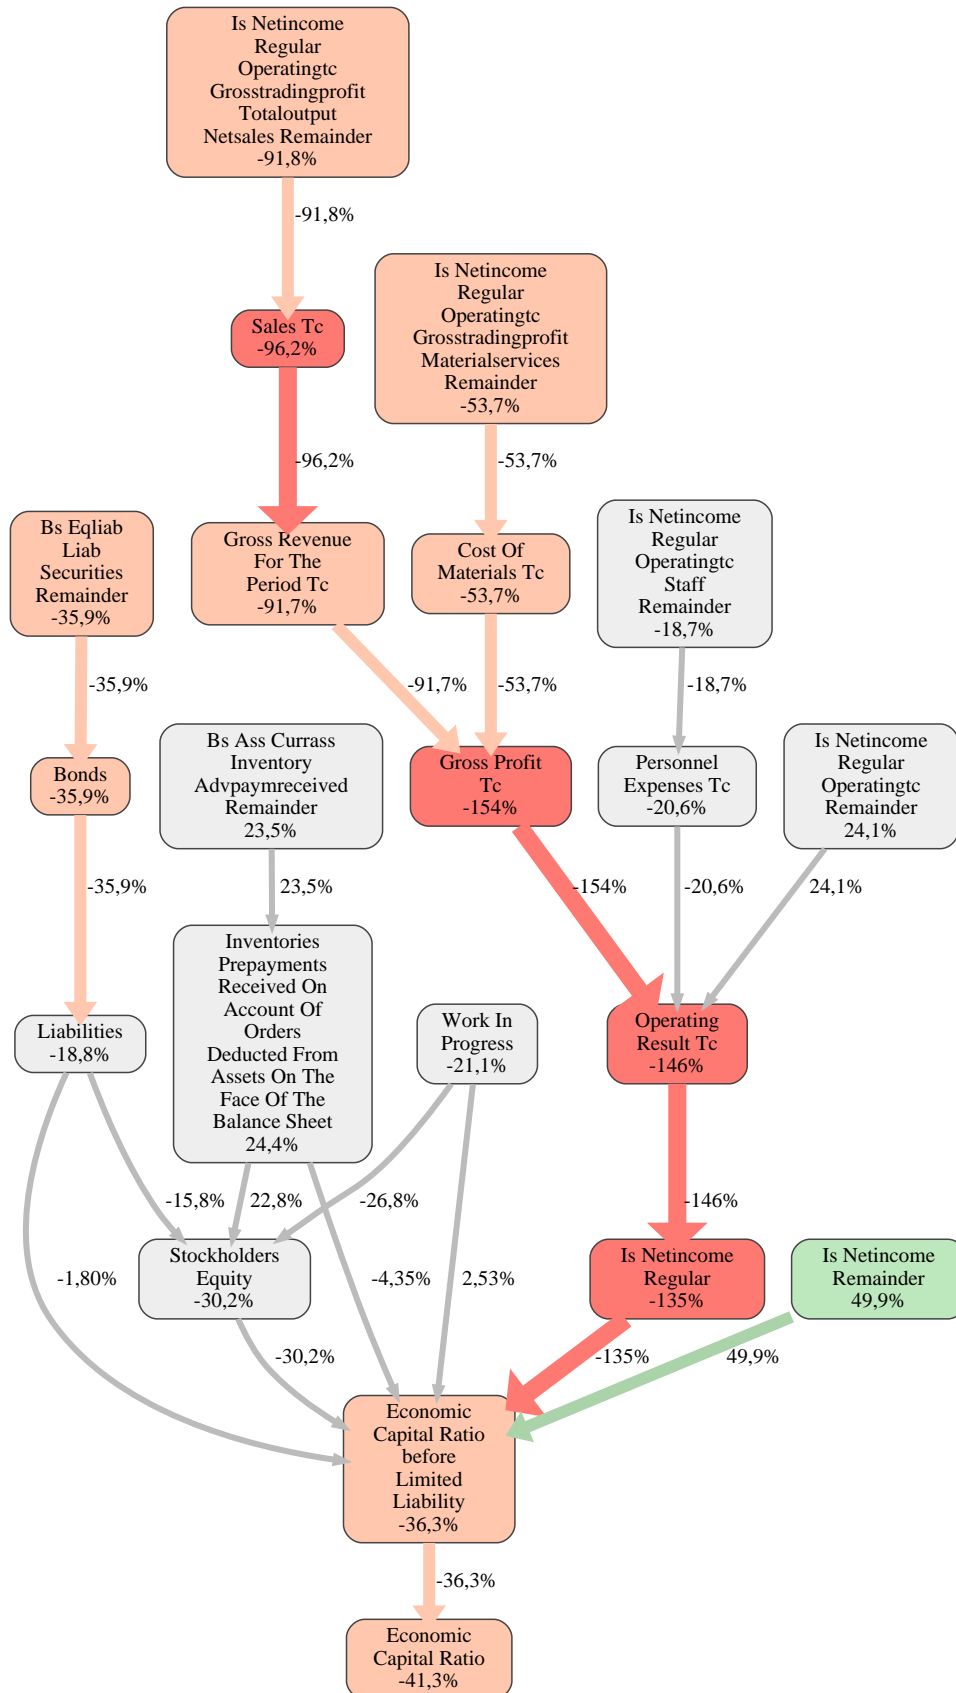 Is Netincome
Regular
Operatingtc
Grosstradingprofit
Totaloutput
Netsales Remainder
-91,8%
-91,8%
Is Netincome
Regular
Operatingtc
Grosstradingprofit
Materialservices
Remainder
-53,7%
Sales Tc
-96,2%
-96,2%
-53,7%
Bs Eqliab
Liab
Securities
Remainder
-35,9%
Gross Revenue
For The
Period Tc
-91,7%
Cost Of
Materials Tc
-53,7%
Is Netincome
Regular
Operatingtc
Staff
Remainder
-18,7%
-35,9%
-91,7%
-53,7%
-18,7%
Bonds
-35,9%
Bs Ass Currass
Inventory
Advpaymreceived
Remainder
23,5%
Gross Profit
Tc
-154%
Personnel
Expenses Tc
-20,6%
Is Netincome
Regular
Operatingtc
Remainder
24,1%
-35,9%
23,5%
-154%
-20,6%
24,1%
Liabilities
-18,8%
Inventories
Prepayments
Received On
Account Of
Orders
Deducted From
Assets On The
Face Of The
Balance Sheet
24,4%
Work In
Progress
-21,1%
Operating
Result Tc
-146%
-15,8%
22,8%
-26,8%
-146%
Stockholders
Equity
-30,2%
-1,80%
-4,35%
2,53%
Is Netincome
Regular
-135%
Is Netincome
Remainder
49,9%
-30,2%
-135%
49,9%
Economic
Capital Ratio
before
Limited
Liability
-36,3%
-36,3%
Economic
Capital Ratio
-41,3%